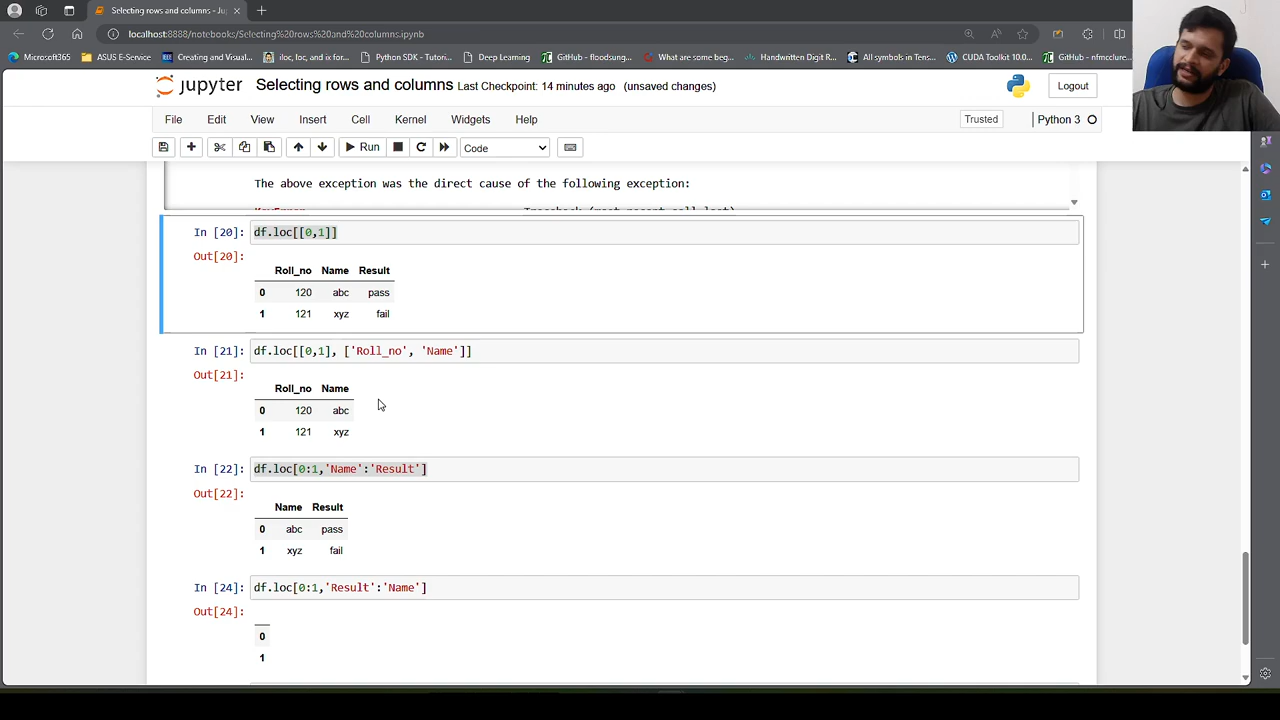 Selecting rows and columns - Ju
localhost:8888/notebooks/Selecting%20rows%20and%20columns.ipynb
Microsoft365
ASUS E-Service
Creating and Visual...
iloc, loc, and ix for...
Python SDK - Tutori...
Deep Learning
GitHub - floodsung...
What are some beg...
Handwritten Digit R...
All symbols in Tens...
CUDA Toolkit 10.0...
GitHub - nfmcclure...
jupyter Selecting rows and columns Last Checkpoint: 14 minutes ago (unsaved changes)
Logout
File Edit View Insert Cell Kernel Widgets Help
Trusted
Python 3
Run
Code
The above exception was the direct cause of the following exception:
KeyError Traceback (most recent call last)
In [20]: df.loc[[0,1]]
Out[20]:
Roll_no Name Result
0 120 abc pass
1 121 xyz fail
In [21]: df.loc[[0,1], ['Roll_no', 'Name']]
Out[21]:
Roll_no Name
0 120 abc
1 121 xyz
In [22]: df.loc[0:1,'Name':'Result']
Out[22]:
Name Result
0 abc pass
1 xyz fail
In [24]: df.loc[0:1,'Result':'Name']
Out[24]:
0
1